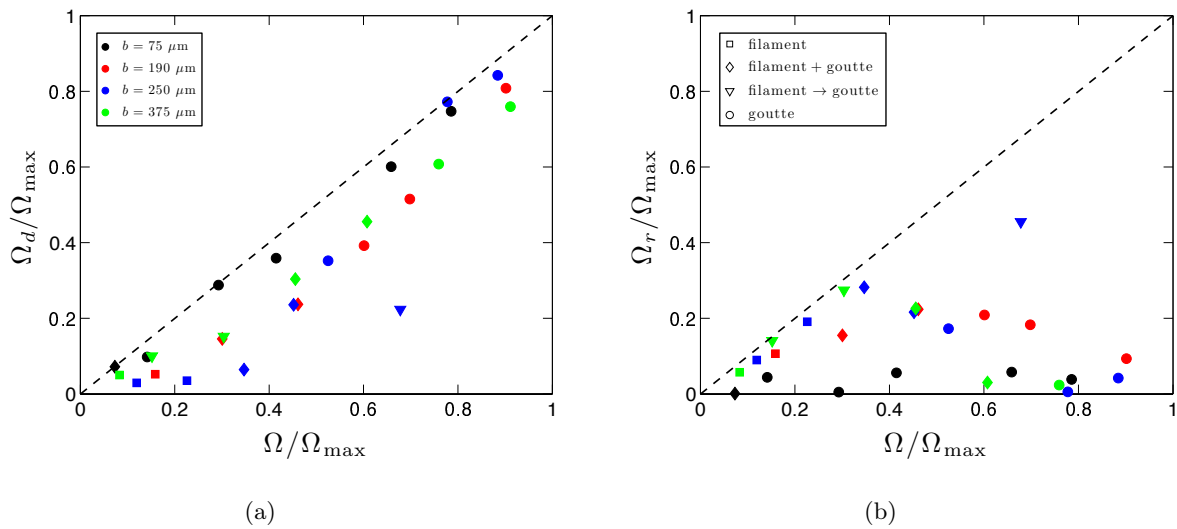 1
0.8
0.6
0.4
0.2
0
0 0.2 0.4 0.6 0.8 1
Ω_d/Ω_max
Ω/Ω_max
b = 75 μm
b = 190 μm
b = 250 μm
b = 375 μm
(a)
1
0.8
0.6
0.4
0.2
0
0 0.2 0.4 0.6 0.8 1
Ω_r/Ω_max
Ω/Ω_max
filament
filament + goutte
filament → goutte
goutte
(b)